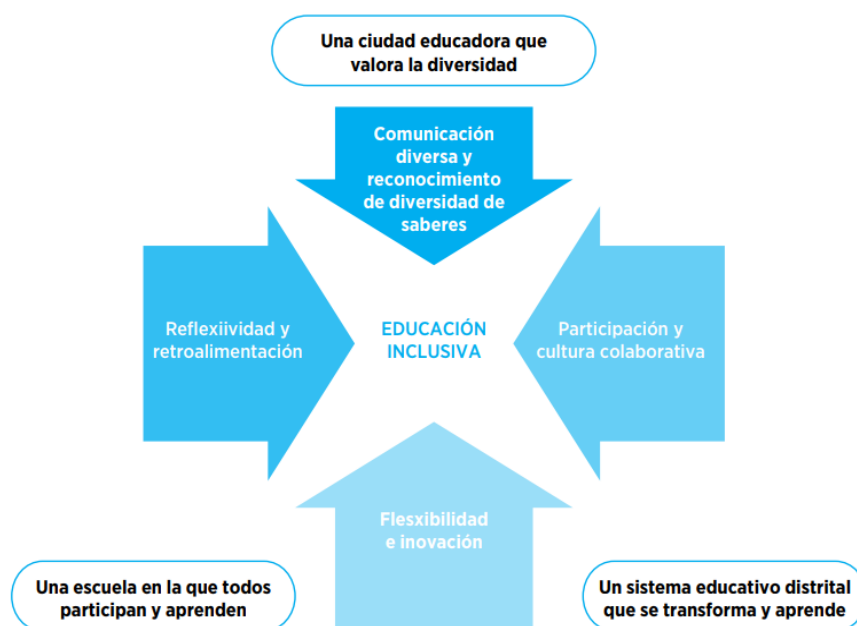 Una ciudad educadora que
valora la diversidad
Comunicación
diversa y
reconocimiento
de diversidad de
saberes
Reflexiividad y
retroalimentación
EDUCACIÓN
INCLUSIVA
Participación y
cultura colaborativa
Flesxibilidad
e inovación
Una escuela en la que todos
participan y aprenden
Un sistema educativo distrital
que se transforma y aprende